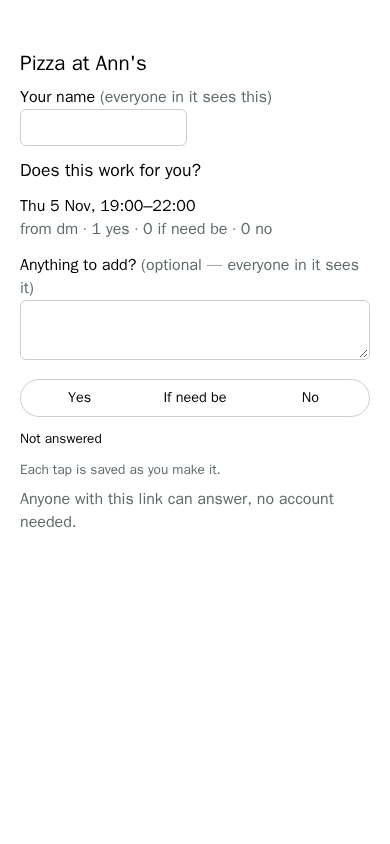 Pizza at Ann's
Your name (everyone in it sees this)
Does this work for you?
Thu 5 Nov, 19:00–22:00
from dm · 1 yes · 0 if need be · 0 no
Anything to add? (optional — everyone in it sees
it)
Yes If need be No
Not answered
Each tap is saved as you make it.
Anyone with this link can answer, no account
needed.